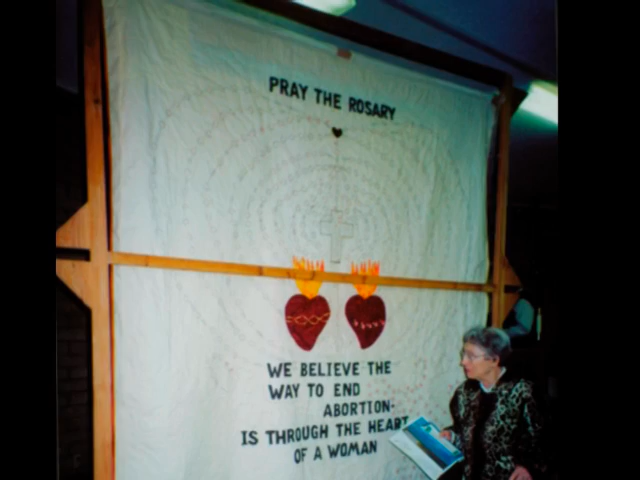 PRAY THE ROSARY
WE BELIEVE THE
WAY TO END
ABORTION-
IS THROUGH THE HEART
OF A WOMAN